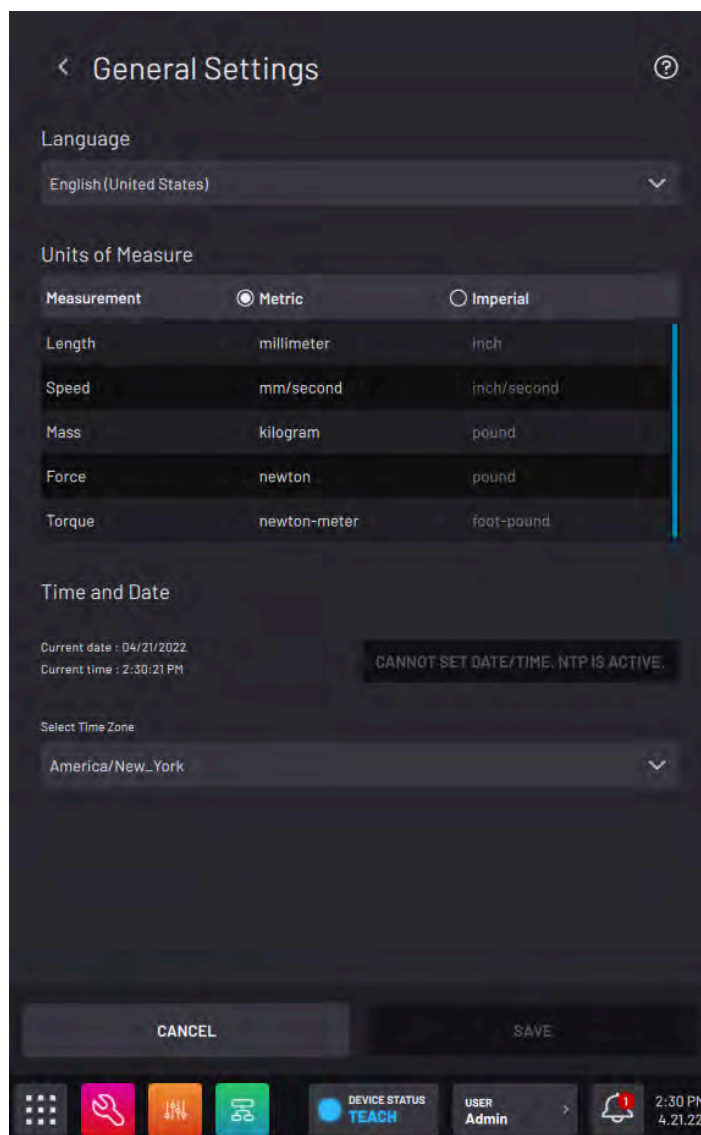 General Settings
Language
English (United States)
Units of Measure
Measurement Metric Imperial
Length millimeter inch
Speed mm/second inch/second
Mass kilogram pound
Force newton pound
Torque newton-meter foot-pound
Time and Date
Current date : 04/21/2022
Current time : 2:30:21 PM
CANNOT SET DATE/TIME. NTP IS ACTIVE.
Select Time Zone
America/New_York
CANCEL SAVE
DEVICE STATUS
TEACH
USER
Admin
1
2:30 PM
4.21.22